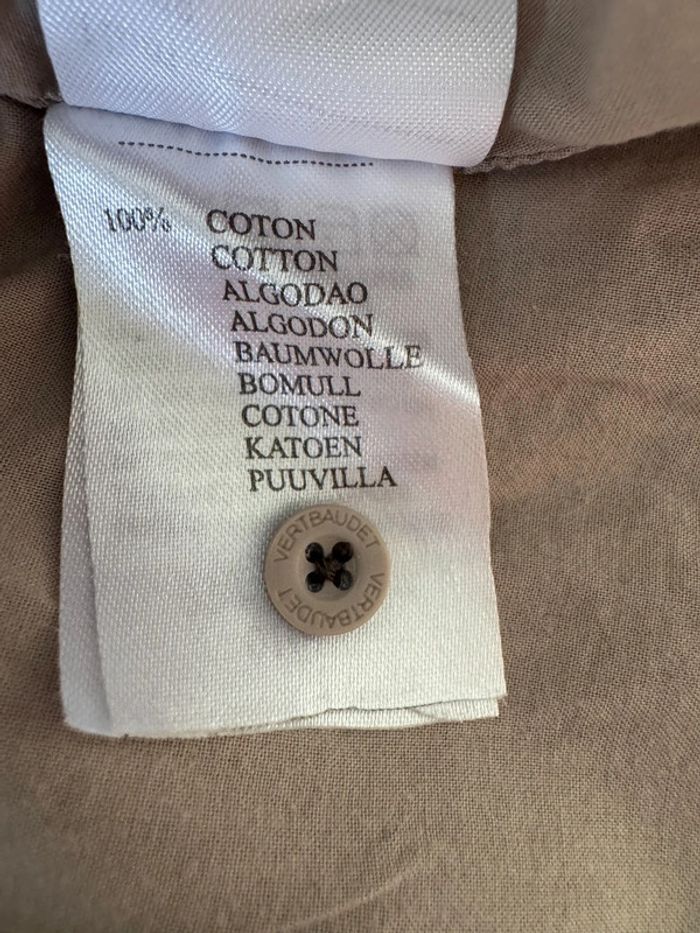 100% COTON
COTTON
ALGODAO
ALGODON
BAUMWOLLE
BOMULL
COTONE
KATOEN
PUUVILLA
VERTBAUDET
VERTBAUDET